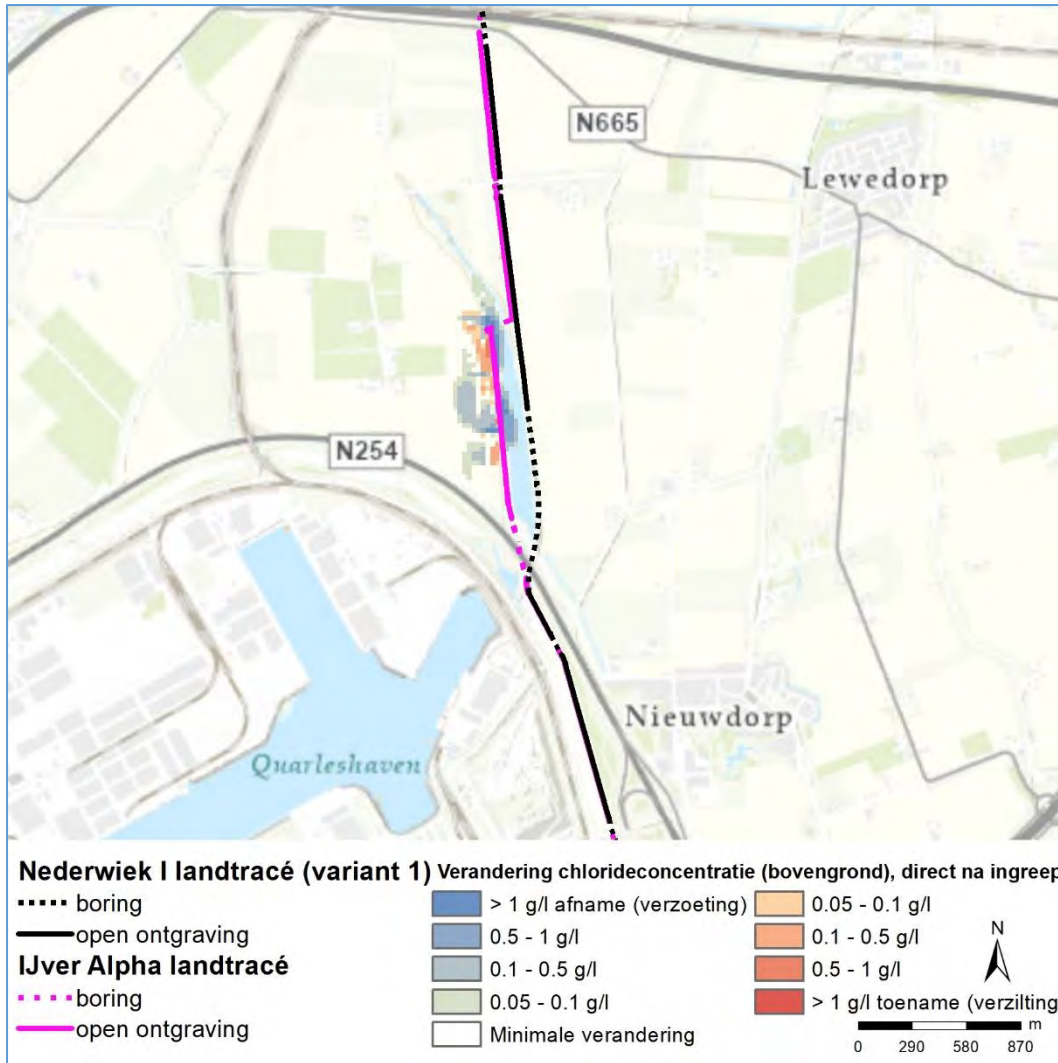 N665
Lewedorp
N254
Nieuwdorp
Quarleshaven
Nederwiek I landtracé (variant 1)
boring
open ontgraving
IJver Alpha landtracé
boring
open ontgraving
Verandering chlorideconcentratie (bovengrond), direct na ingreep
> 1 g/l afname (verzoeting)
0.5 - 1 g/l
0.1 - 0.5 g/l
0.05 - 0.1 g/l
Minimale verandering
0.05 - 0.1 g/l
0.1 - 0.5 g/l
0.5 - 1 g/l
> 1 g/l toename (verzilting
N
m
0 290 580 870